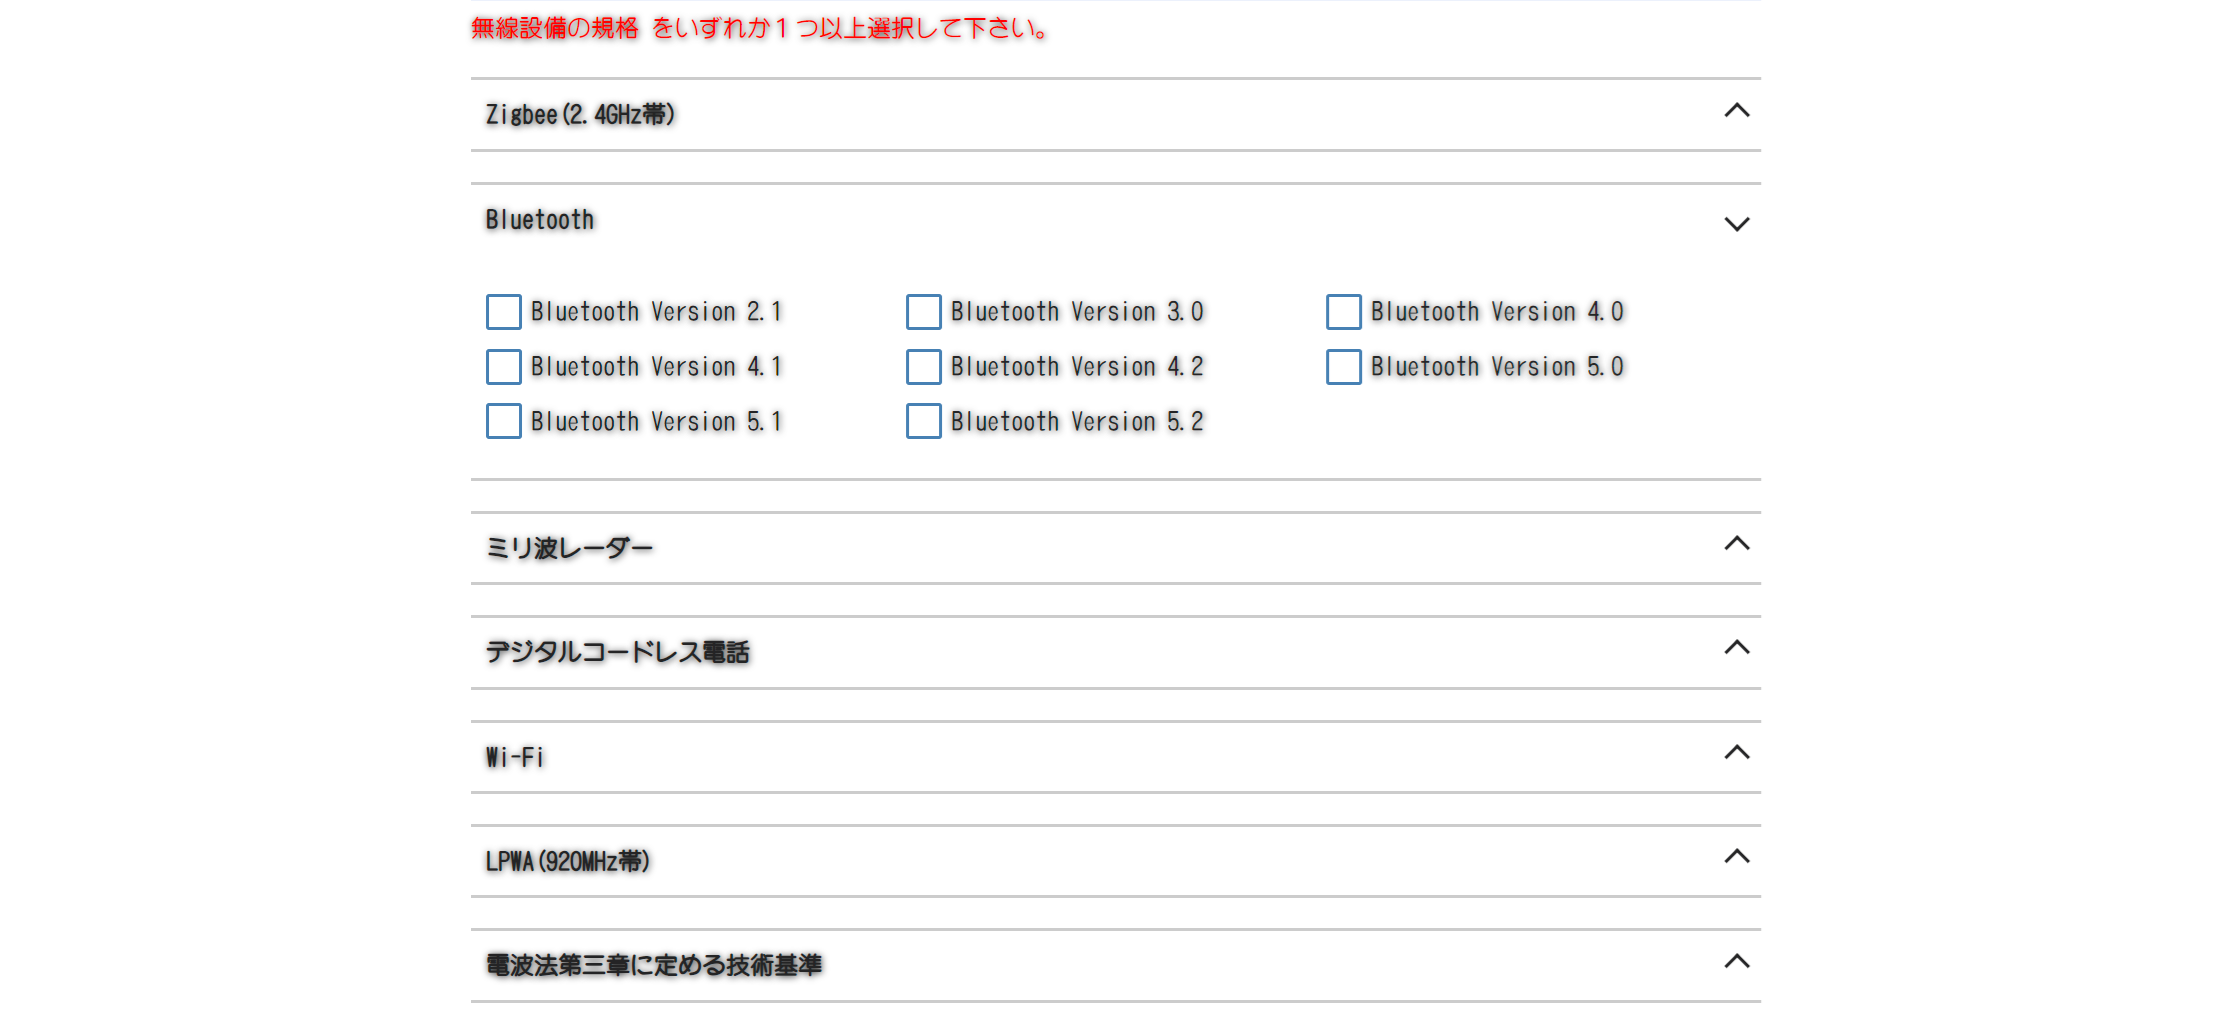 無線設備の規格 をいずれか１つ以上選択して下さい。
Zigbee(2.4GHz帯)
Bluetooth
Bluetooth Version 2.1 Bluetooth Version 3.0 Bluetooth Version 4.0
Bluetooth Version 4.1 Bluetooth Version 4.2 Bluetooth Version 5.0
Bluetooth Version 5.1 Bluetooth Version 5.2
ミリ波レーダー
デジタルコードレス電話
Wi-Fi
LPWA(920MHz帯)
電波法第三章に定める技術基準